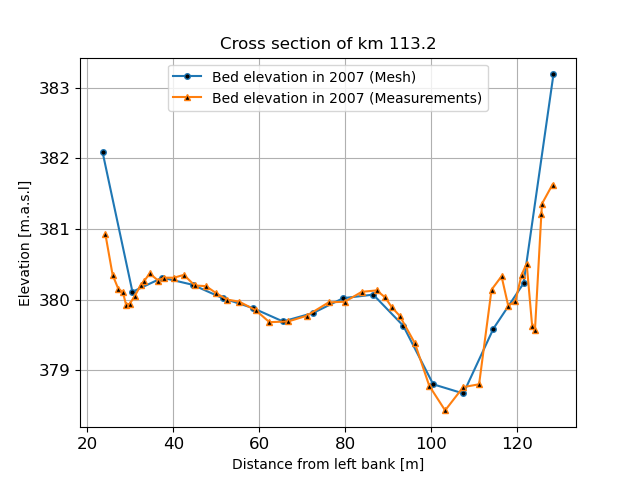 Cross section of km 113.2
Bed elevation in 2007 (Mesh)
Bed elevation in 2007 (Measurements)
Elevation [m.a.s.l]
383
382
381
380
379
20 40 60 80 100 120
Distance from left bank [m]